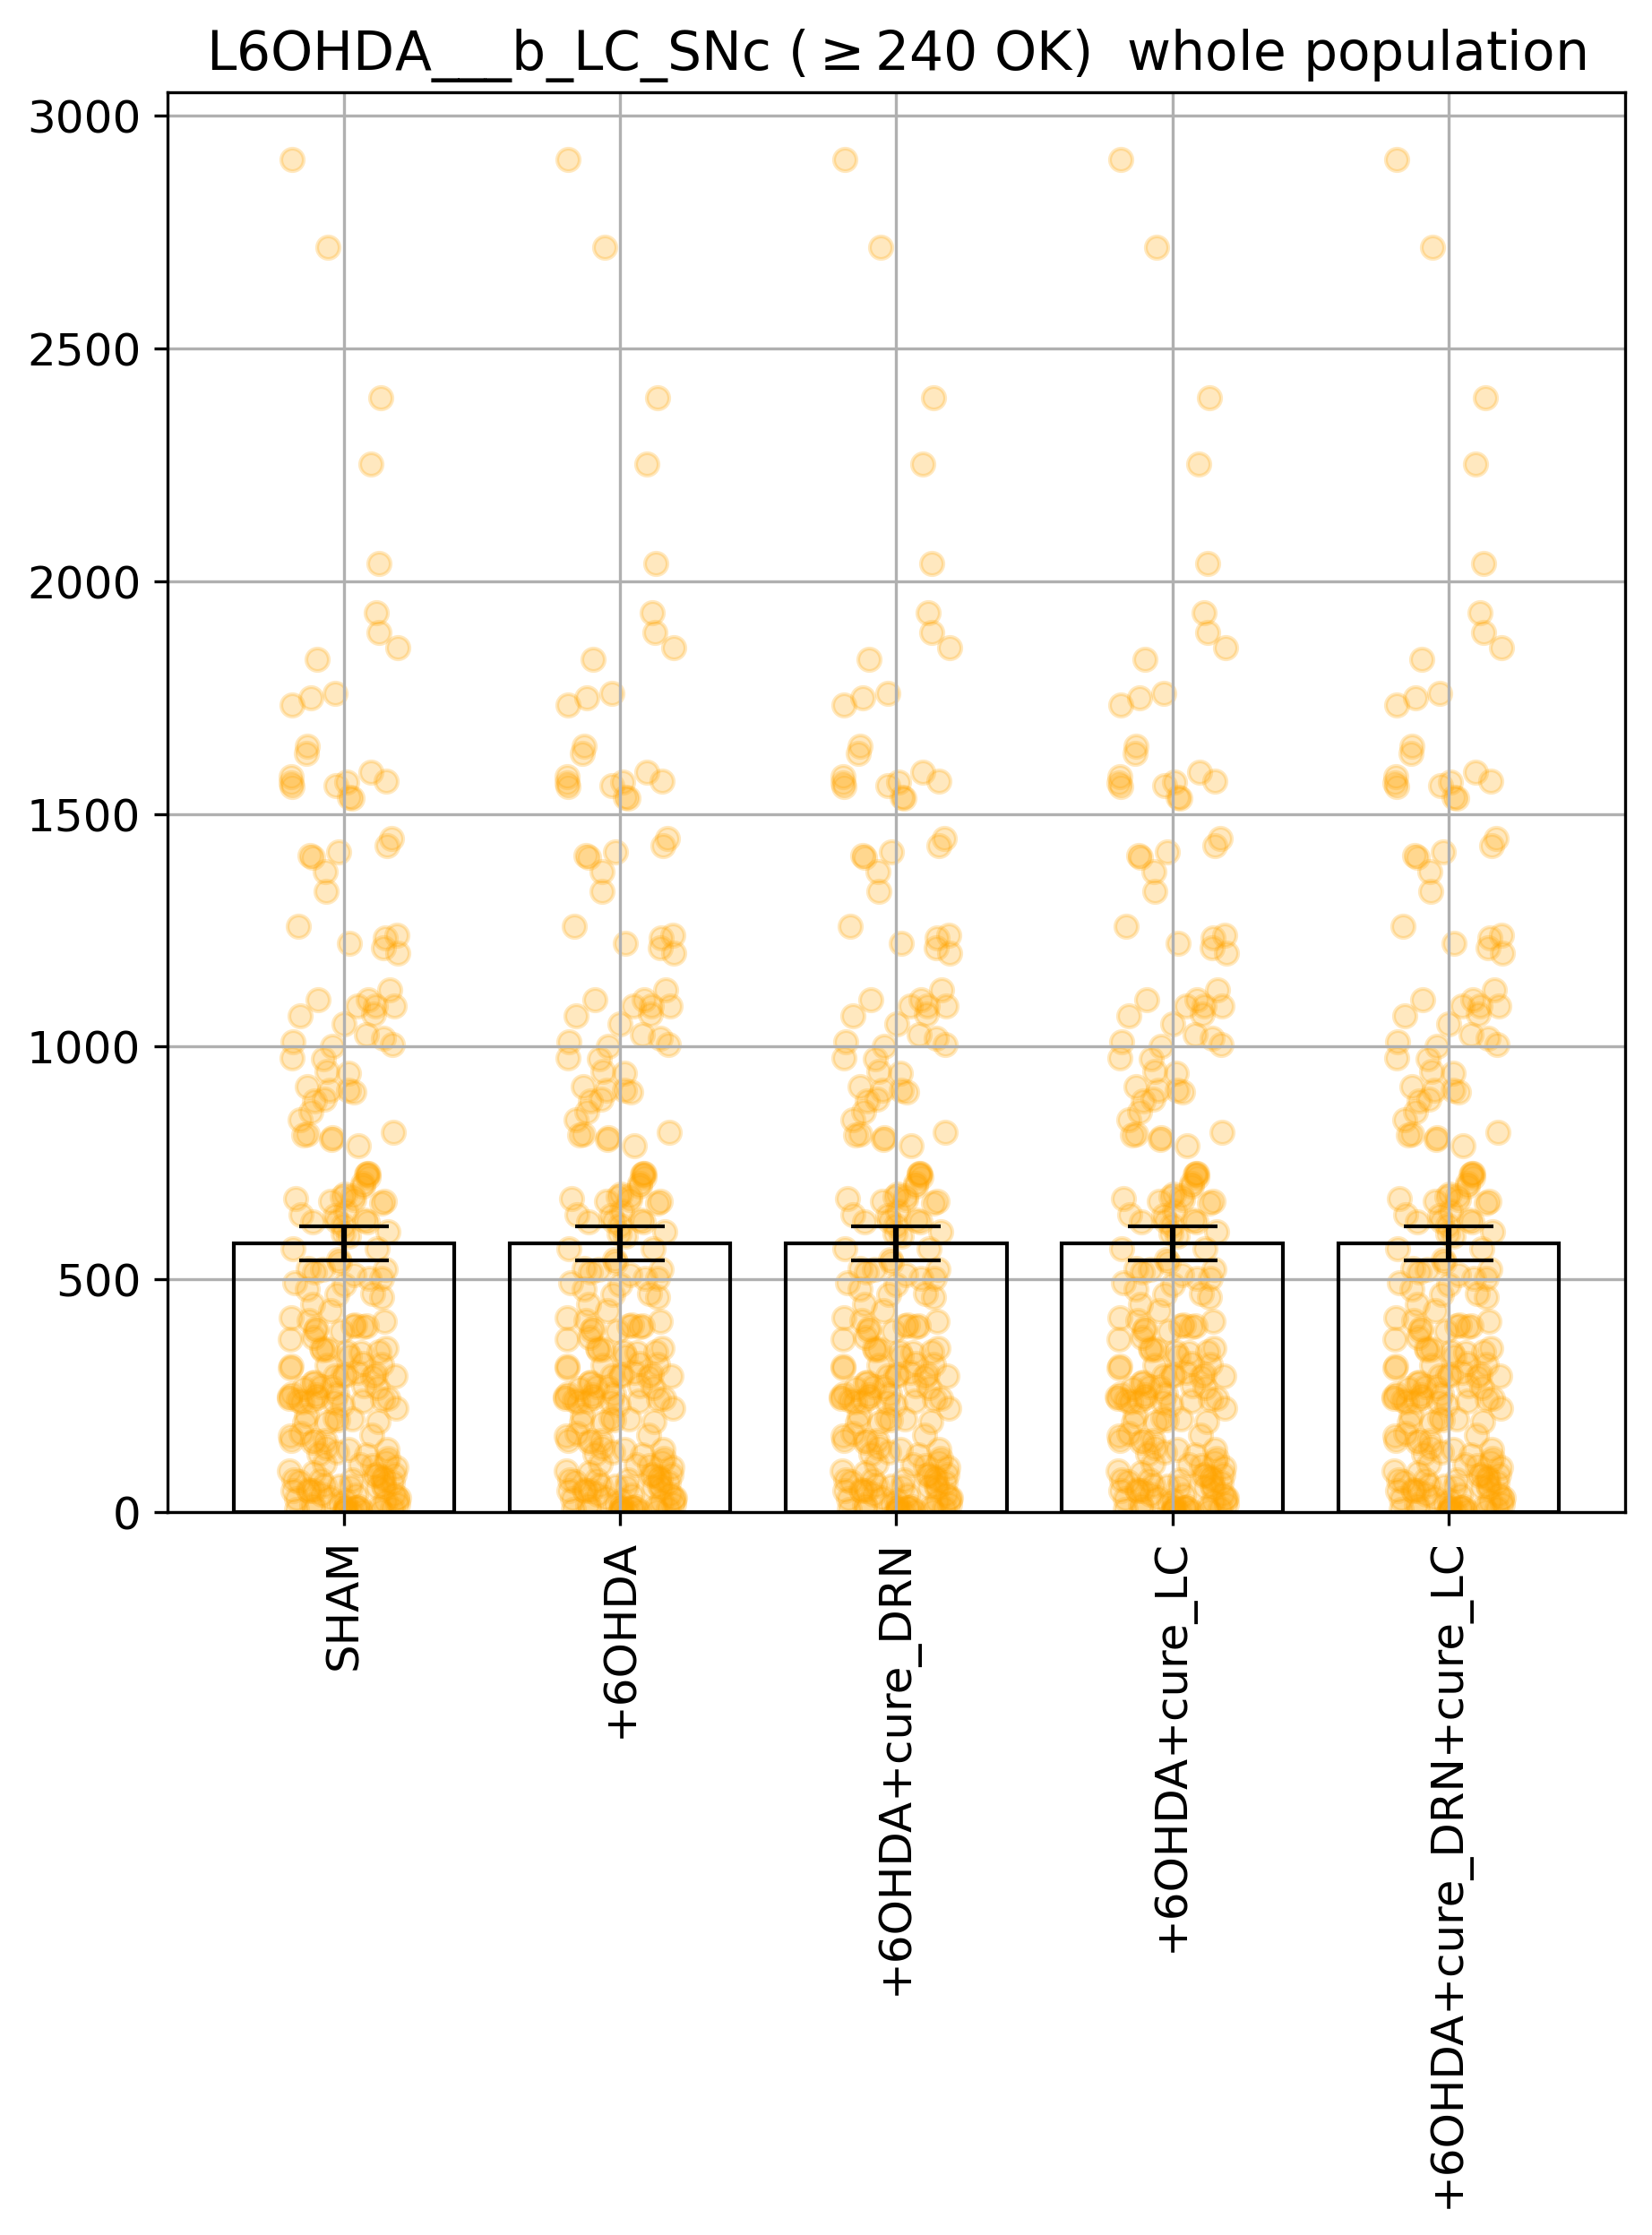 L6OHDA___b_LC_SNc (≥240 OK)  whole population
3000
2500
2000
1500
1000
500
0
SHAM
+6OHDA
+6OHDA+cure_DRN
+6OHDA+cure_LC
+6OHDA+cure_DRN+cure_LC